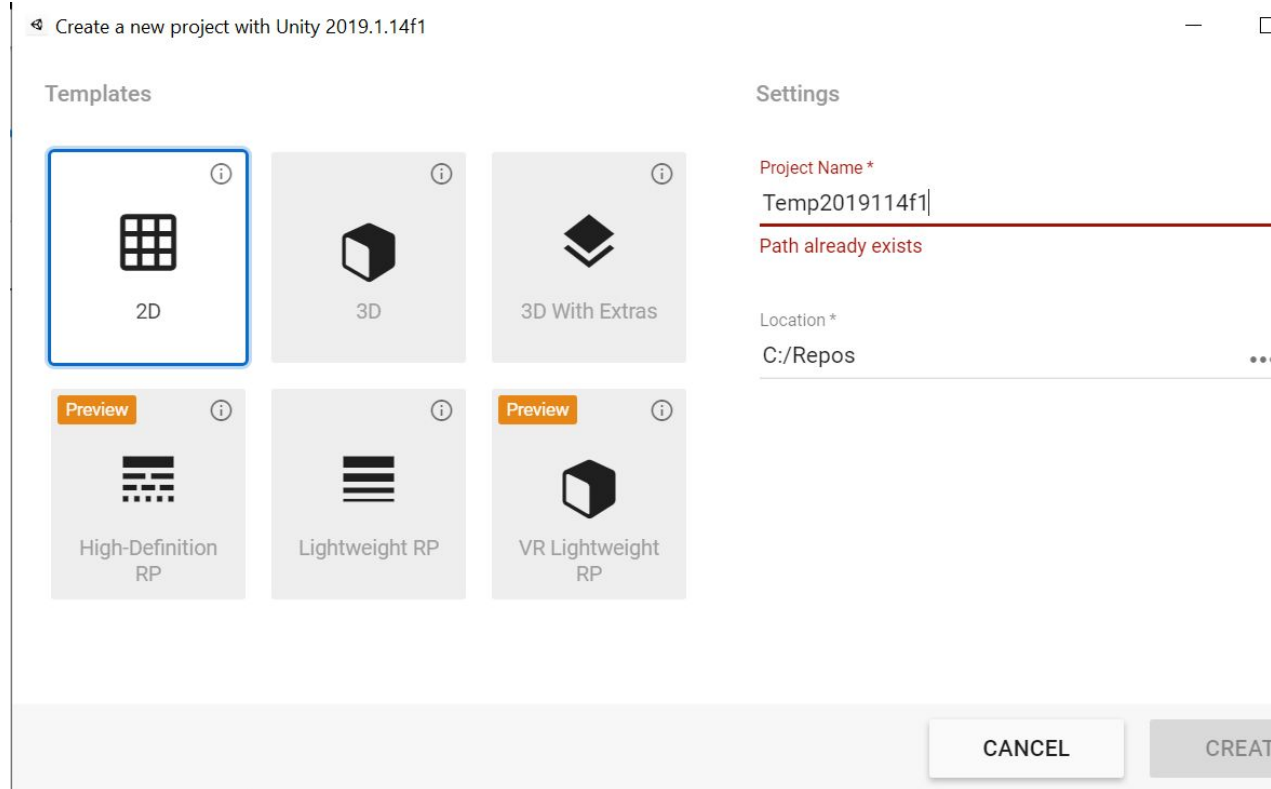 Create a new project with Unity 2019.1.14f1
Templates
Settings
2D
3D
3D With Extras
Preview
High-Definition
RP
Lightweight RP
Preview
VR Lightweight
RP
Project Name *
Temp2019114f1
Path already exists
Location *
C:/Repos
CANCEL
CREAT